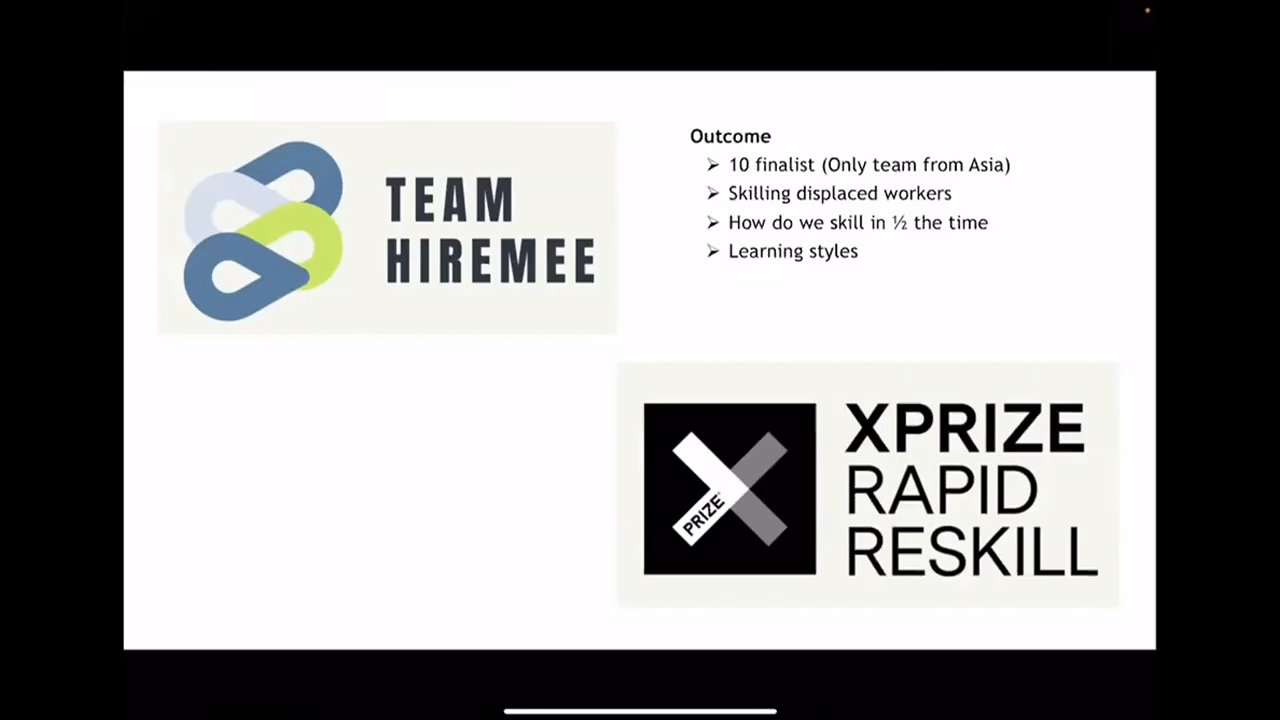 TEAM
HIREMEE
Outcome
➢ 10 finalist (Only team from Asia)
➢ Skilling displaced workers
➢ How do we skill in ½ the time
➢ Learning styles
PRIZE
XPRIZE
RAPID
RESKILL